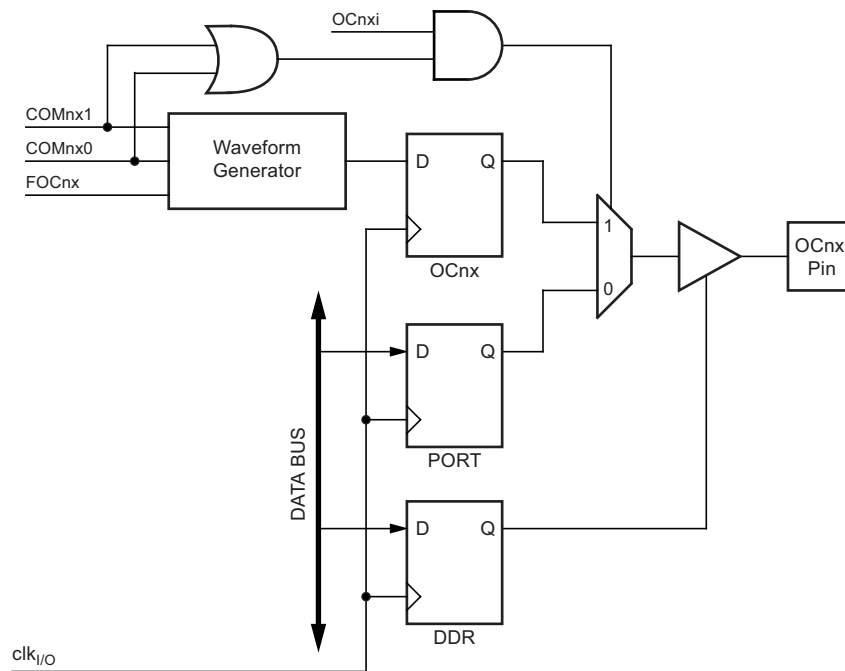 OCnxi
COMnx1
COMnx0
FOCnx
Waveform
Generator
D Q
OCnx
1
0
OCnx
Pin
D Q
PORT
DATA BUS
D Q
DDR
clkI/O